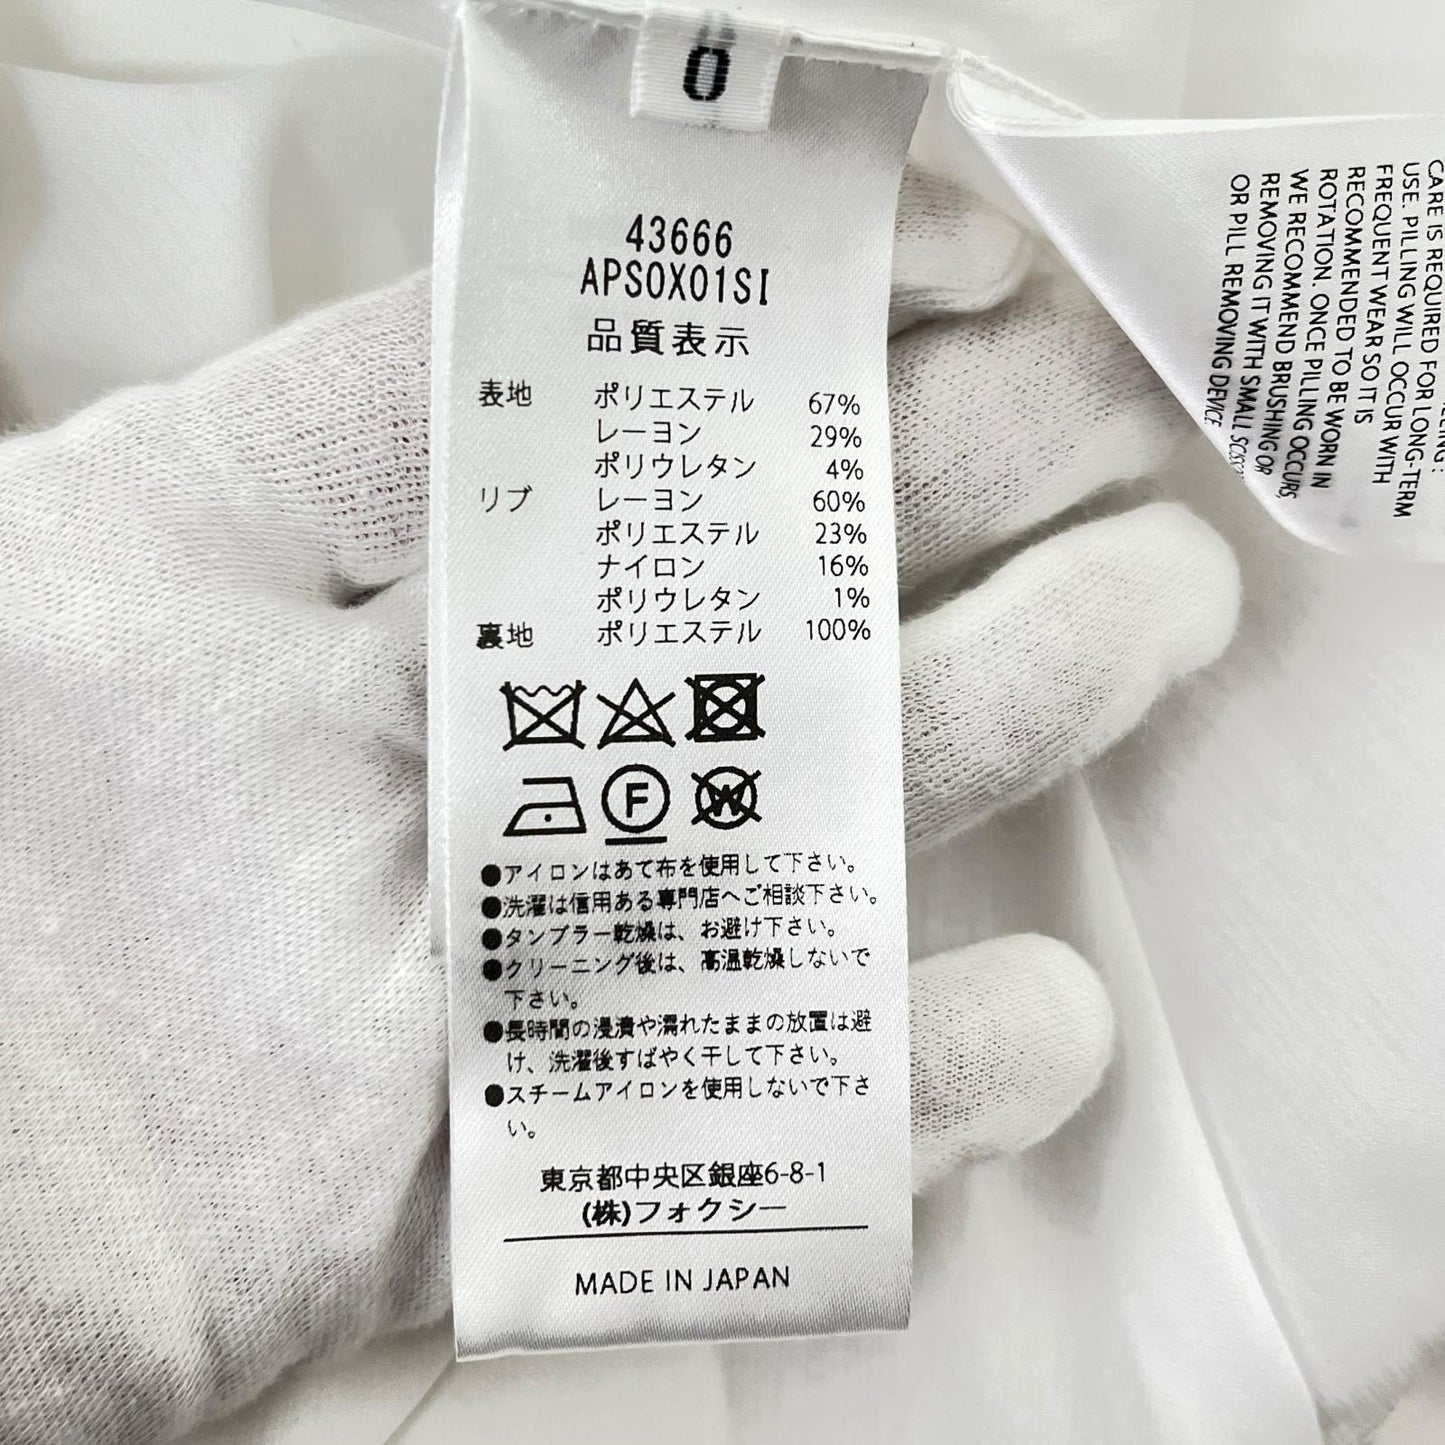 0
43666
APSOX01SI
品質表示
表地 ポリエステル 67%
レーヨン 29%
ポリウレタン 4%
リブ レーヨン 60%
ポリエステル 23%
ナイロン 16%
ポリウレタン 1%
裏地 ポリエステル 100%
F
W
●アイロンはあて布を使用して下さい。
●洗濯は信用ある専門店へご相談下さい。
●タンブラー乾燥は、お避け下さい。
●クリーニング後は、高温乾燥しないで
下さい。
●長時間の浸漬や濡れたままの放置は避
け、洗濯後すばやく干して下さい。
●スチームアイロンを使用しないで下さ
い。
東京都中央区銀座6-8-1
(株)フォクシー
MADE IN JAPAN
CARE IS REQUIRED FOR LONG-TERM
USE. PILLING WILL OCCUR WITH
FREQUENT WEAR SO IT IS
RECOMMENDED TO BE WORN IN
ROTATION. ONCE PILLING OCCURS,
WE RECOMMEND BRUSHING OR
REMOVING IT WITH SMALL
OR PILL REMOVING DEVICE